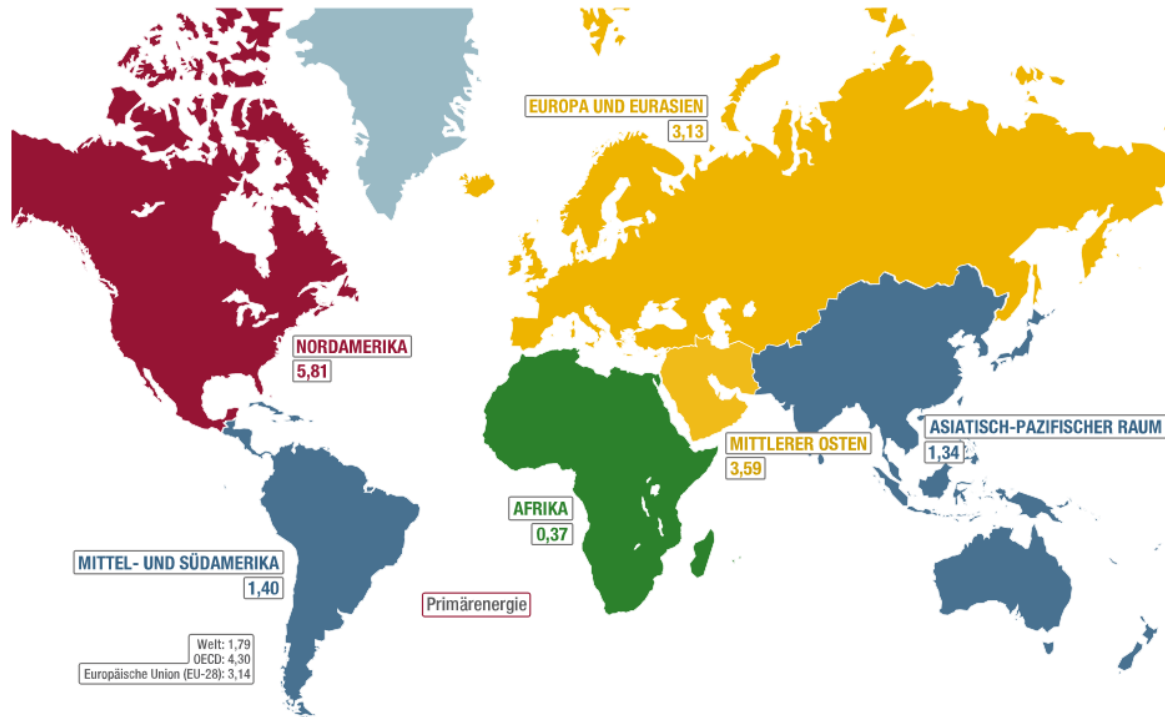 EUROPA UND EURASIEN
3,13
NORDAMERIKA
5,81
ASIATISCH-PAZIFISCHER RAUM
1,34
MITTLERER OSTEN
3,59
AFRIKA
0,37
MITTEL- UND SÜDAMERIKA
1,40
Primärenergie
Welt: 1,79
OECD: 4,30
Europäische Union (EU-28): 3,14